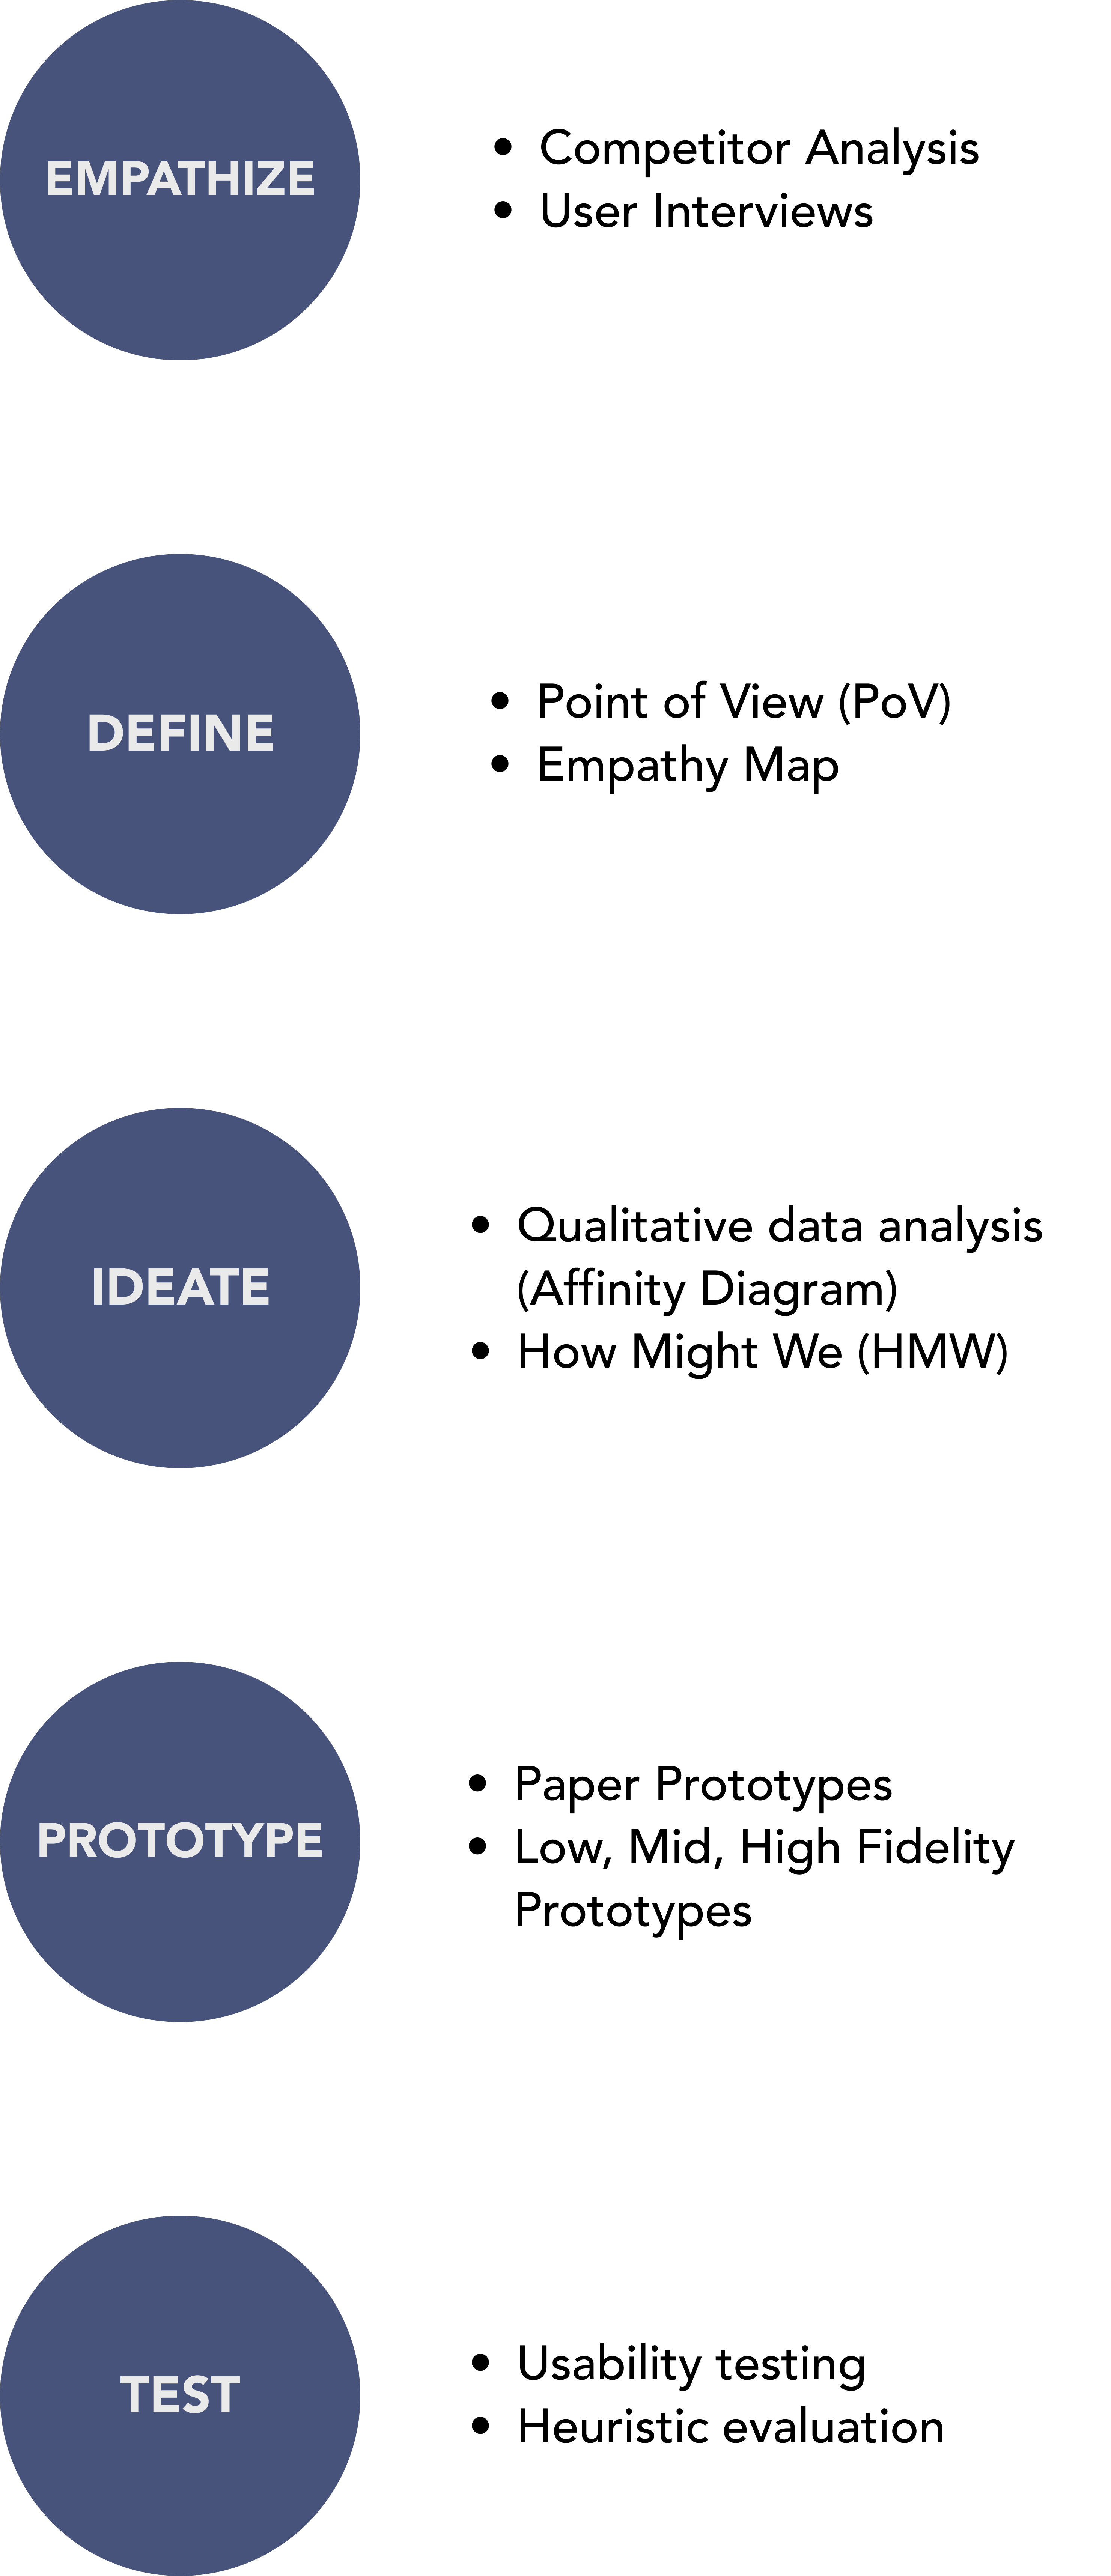 EMPATHIZE
• Competitor Analysis
• User Interviews
DEFINE
• Point of View (PoV)
• Empathy Map
IDEATE
• Qualitative data analysis
(Affinity Diagram)
• How Might We (HMW)
PROTOTYPE
• Paper Prototypes
• Low, Mid, High Fidelity
Prototypes
TEST
• Usability testing
• Heuristic evaluation